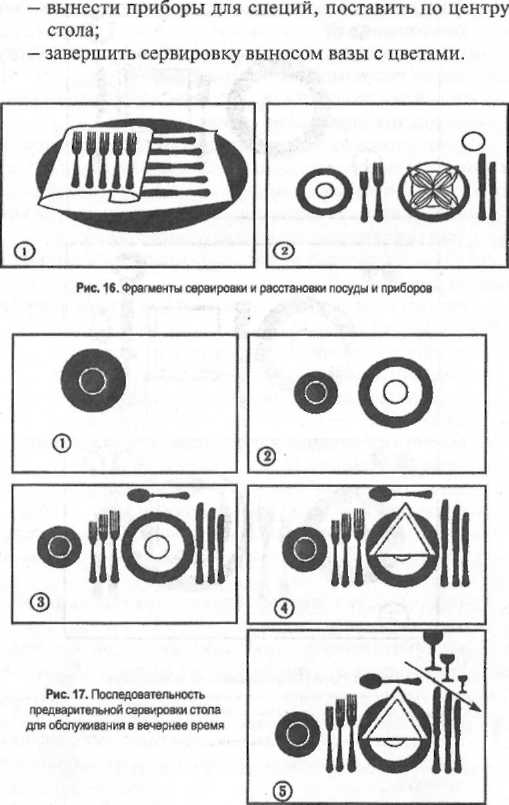 – вынести приборы для специй, поставить по центру
стола;
– завершить сервировку выносом вазы с цветами.
1
2
Рис. 16. Фрагменты сервировки и расстановки посуды и приборов
1
2
3
4
Рис. 17. Последовательность
предварительной сервировки стола
для обслуживания в вечернее время
5